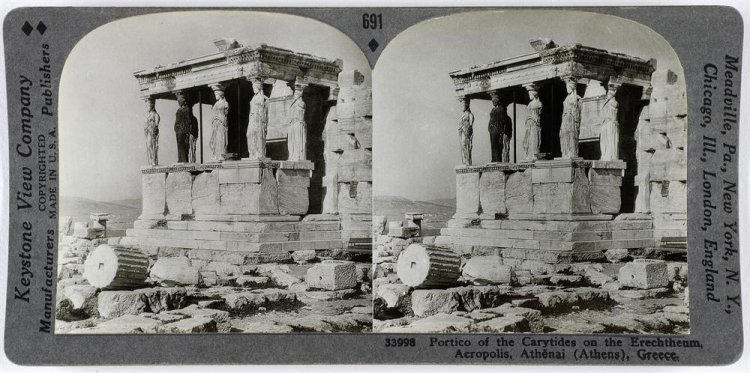 Keystone View Company
COPYRIGHTED
MADE IN U.S.A.
Manufacturers Publishers
691
Meadville, Pa., New York, N. Y.,
Chicago, Ill., London, England
33998 Portico of the Carytides on the Erechtheum,
Acropolis, Athēnai (Athens), Greece.